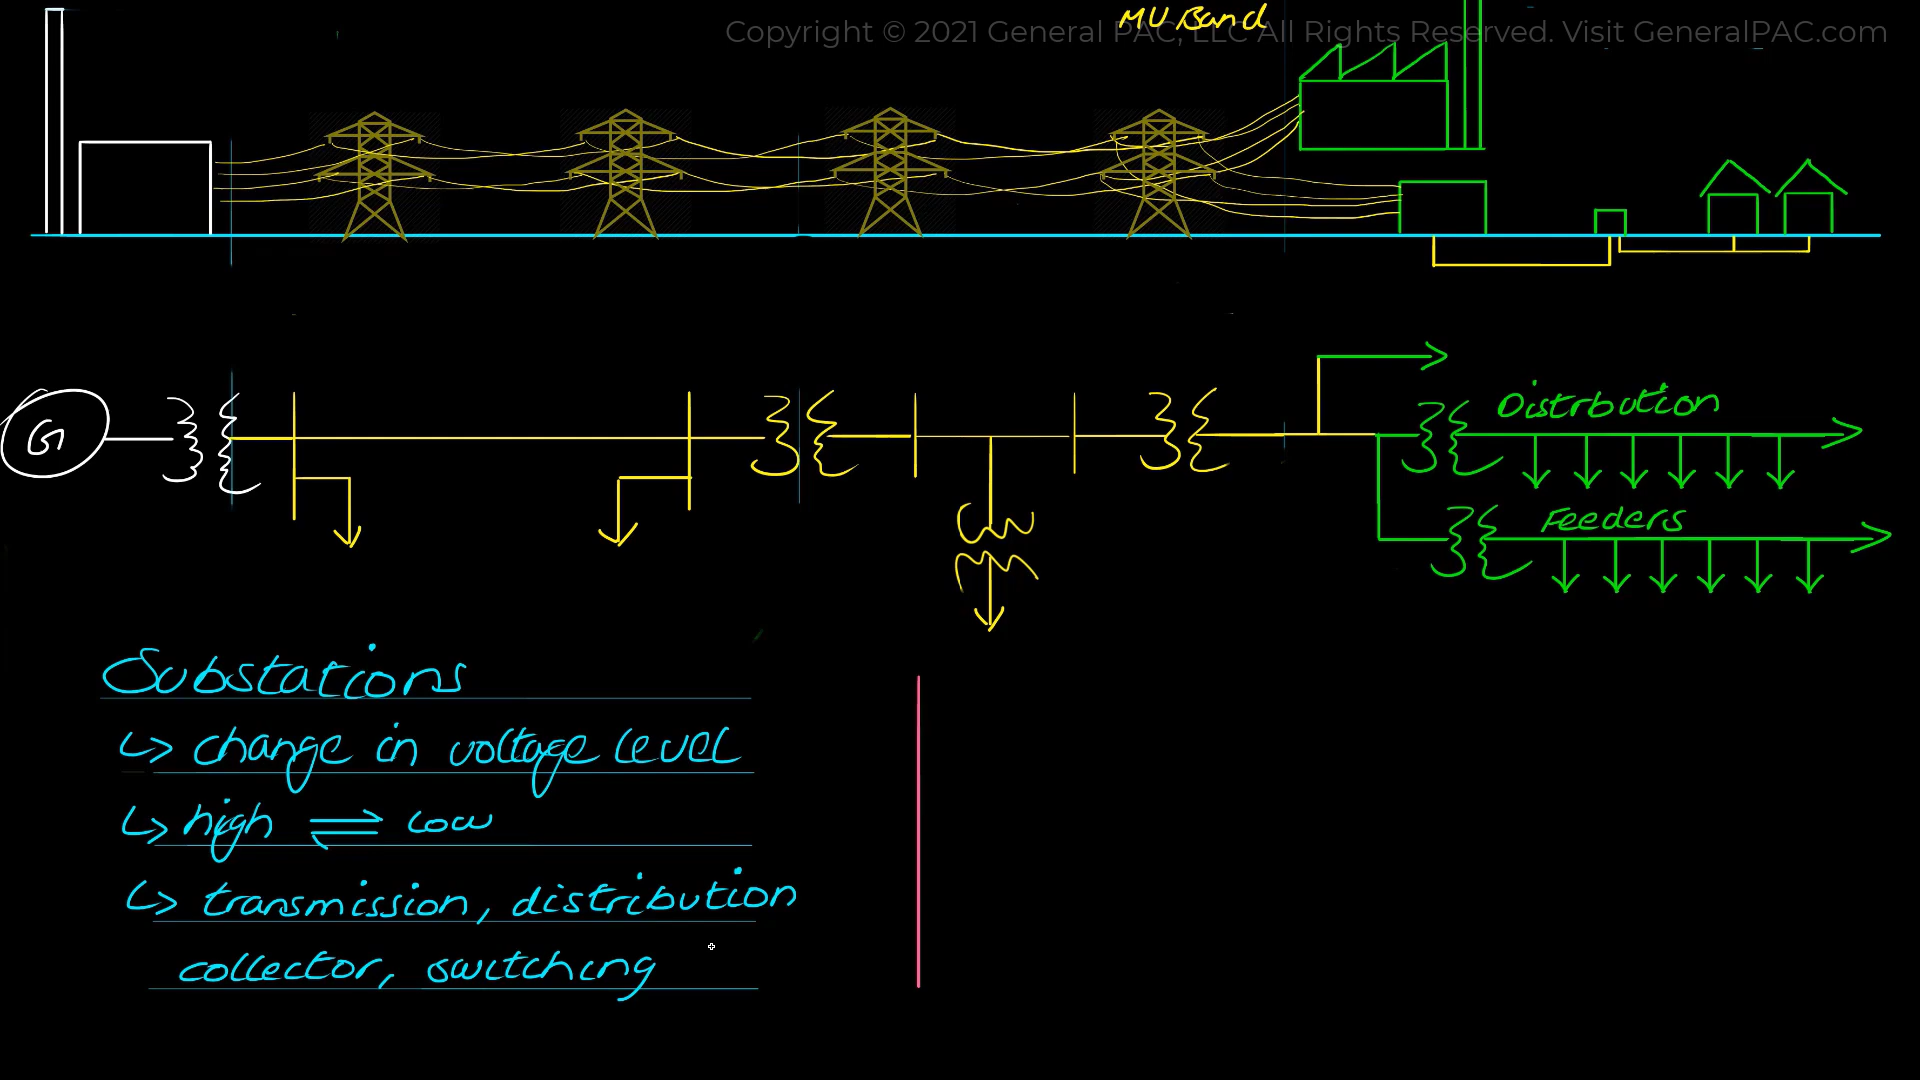 MV Band
Copyright © 2021 General PAC, LLC All Rights Reserved. Visit GeneralPAC.com
G
Distrbution
Feeders
Substations
↳ change in voltage level
↳ high ⇌ low
↳ transmission, distribution
collector, switching